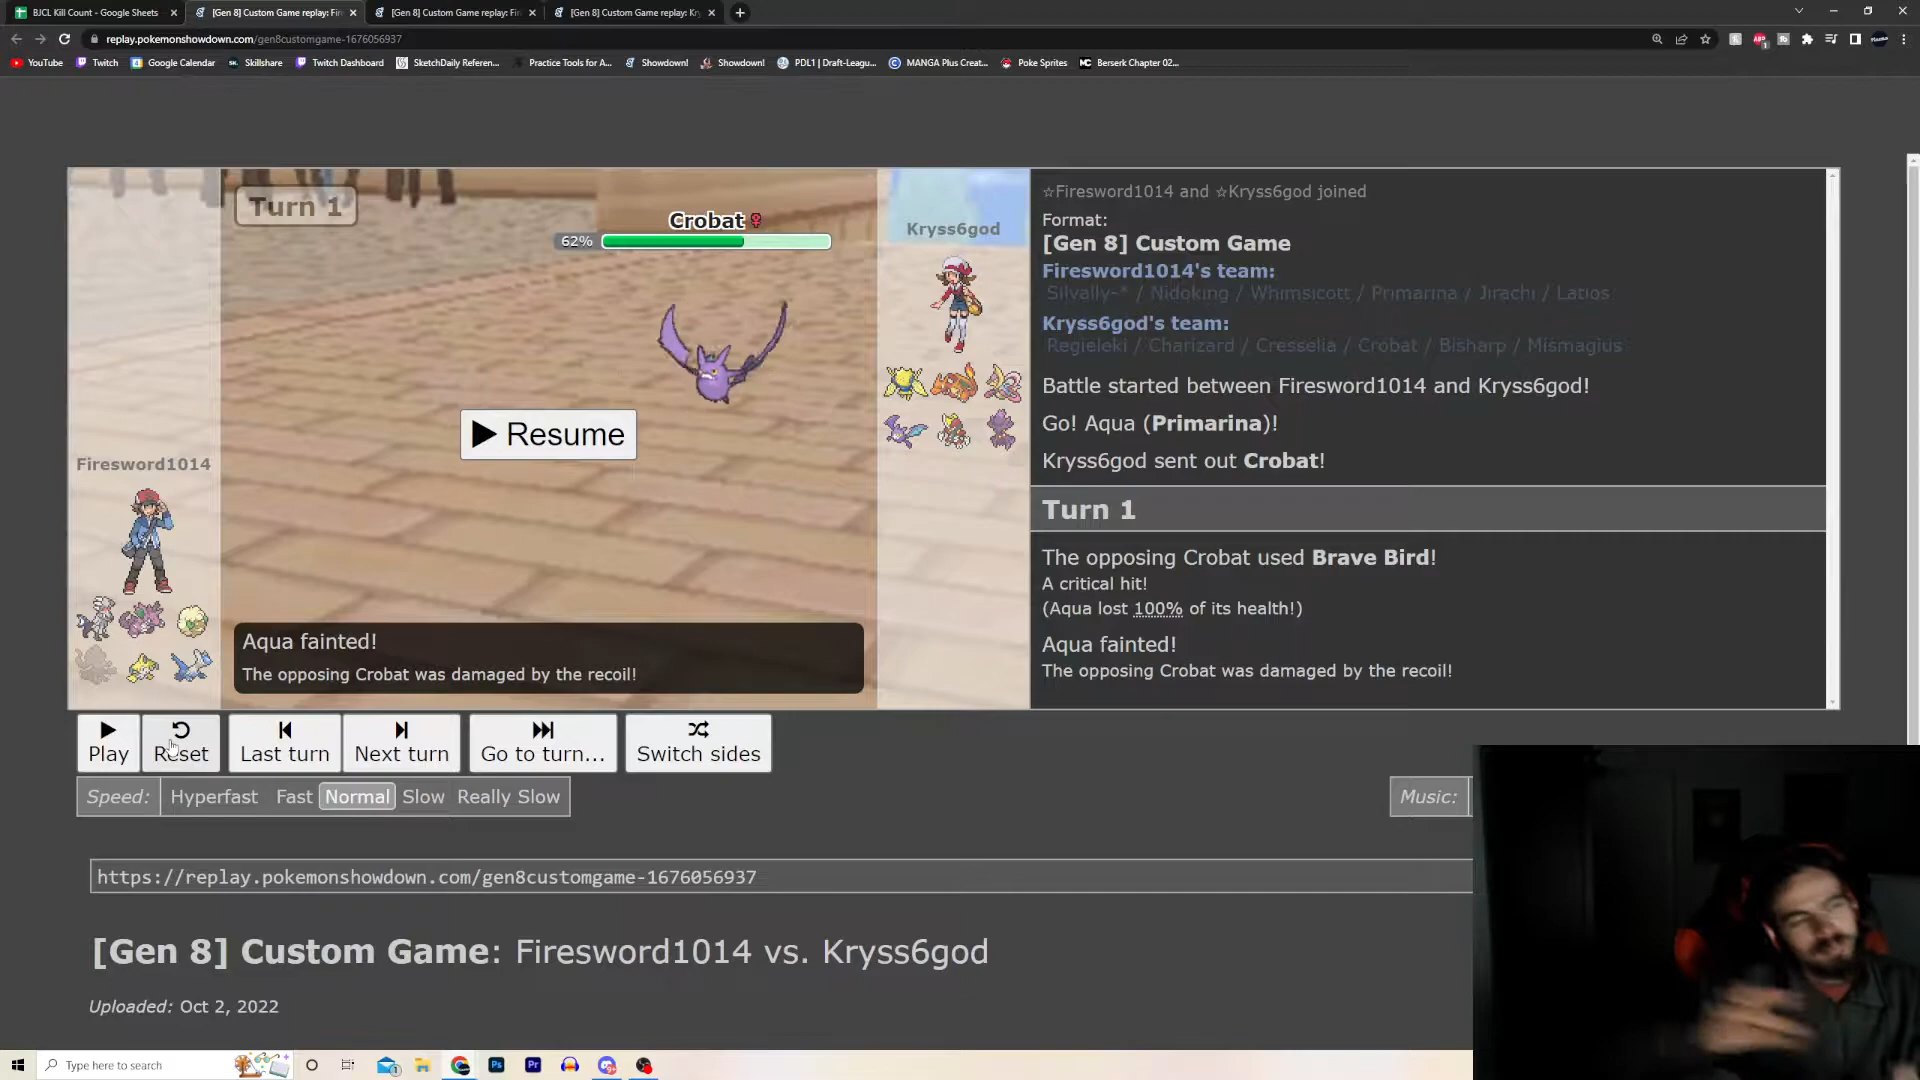 BJCL Kill Count - Google Sheets
[Gen 8] Custom Game replay: Fir
[Gen 8] Custom Game replay: Fir
[Gen 8] Custom Game replay: Kr
replay.pokemonshowdown.com/gen8customgame-1676056937
YouTube
Twitch
Google Calendar
Skillshare
Twitch Dashboard
SketchDaily Referen...
Practice Tools for A...
Showdown!
Showdown!
PDL1 | Draft-Leagu...
MANGA Plus Creat...
Poke Sprites
Berserk Chapter 02...
Turn 1
Crobat ♀
62%
Kryss6god
Firesword1014
Resume
Aqua fainted!
The opposing Crobat was damaged by the recoil!
☆Firesword1014 and ☆Kryss6god joined
Format:
[Gen 8] Custom Game
Firesword1014's team:
Silvally-* / Nidoking / Whimsicott / Primarina / Jirachi / Latios
Kryss6god's team:
Regieleki / Charizard / Cresselia / Crobat / Bisharp / Mismagius
Battle started between Firesword1014 and Kryss6god!
Go! Aqua (Primarina)!
Kryss6god sent out Crobat!
Turn 1
The opposing Crobat used Brave Bird!
A critical hit!
(Aqua lost 100% of its health!)
Aqua fainted!
The opposing Crobat was damaged by the recoil!
Play
Reset
Last turn
Next turn
Go to turn...
Switch sides
Speed: Hyperfast Fast Normal Slow Really Slow
Music:
https://replay.pokemonshowdown.com/gen8customgame-1676056937
[Gen 8] Custom Game: Firesword1014 vs. Kryss6god
Uploaded: Oct 2, 2022
Type here to search